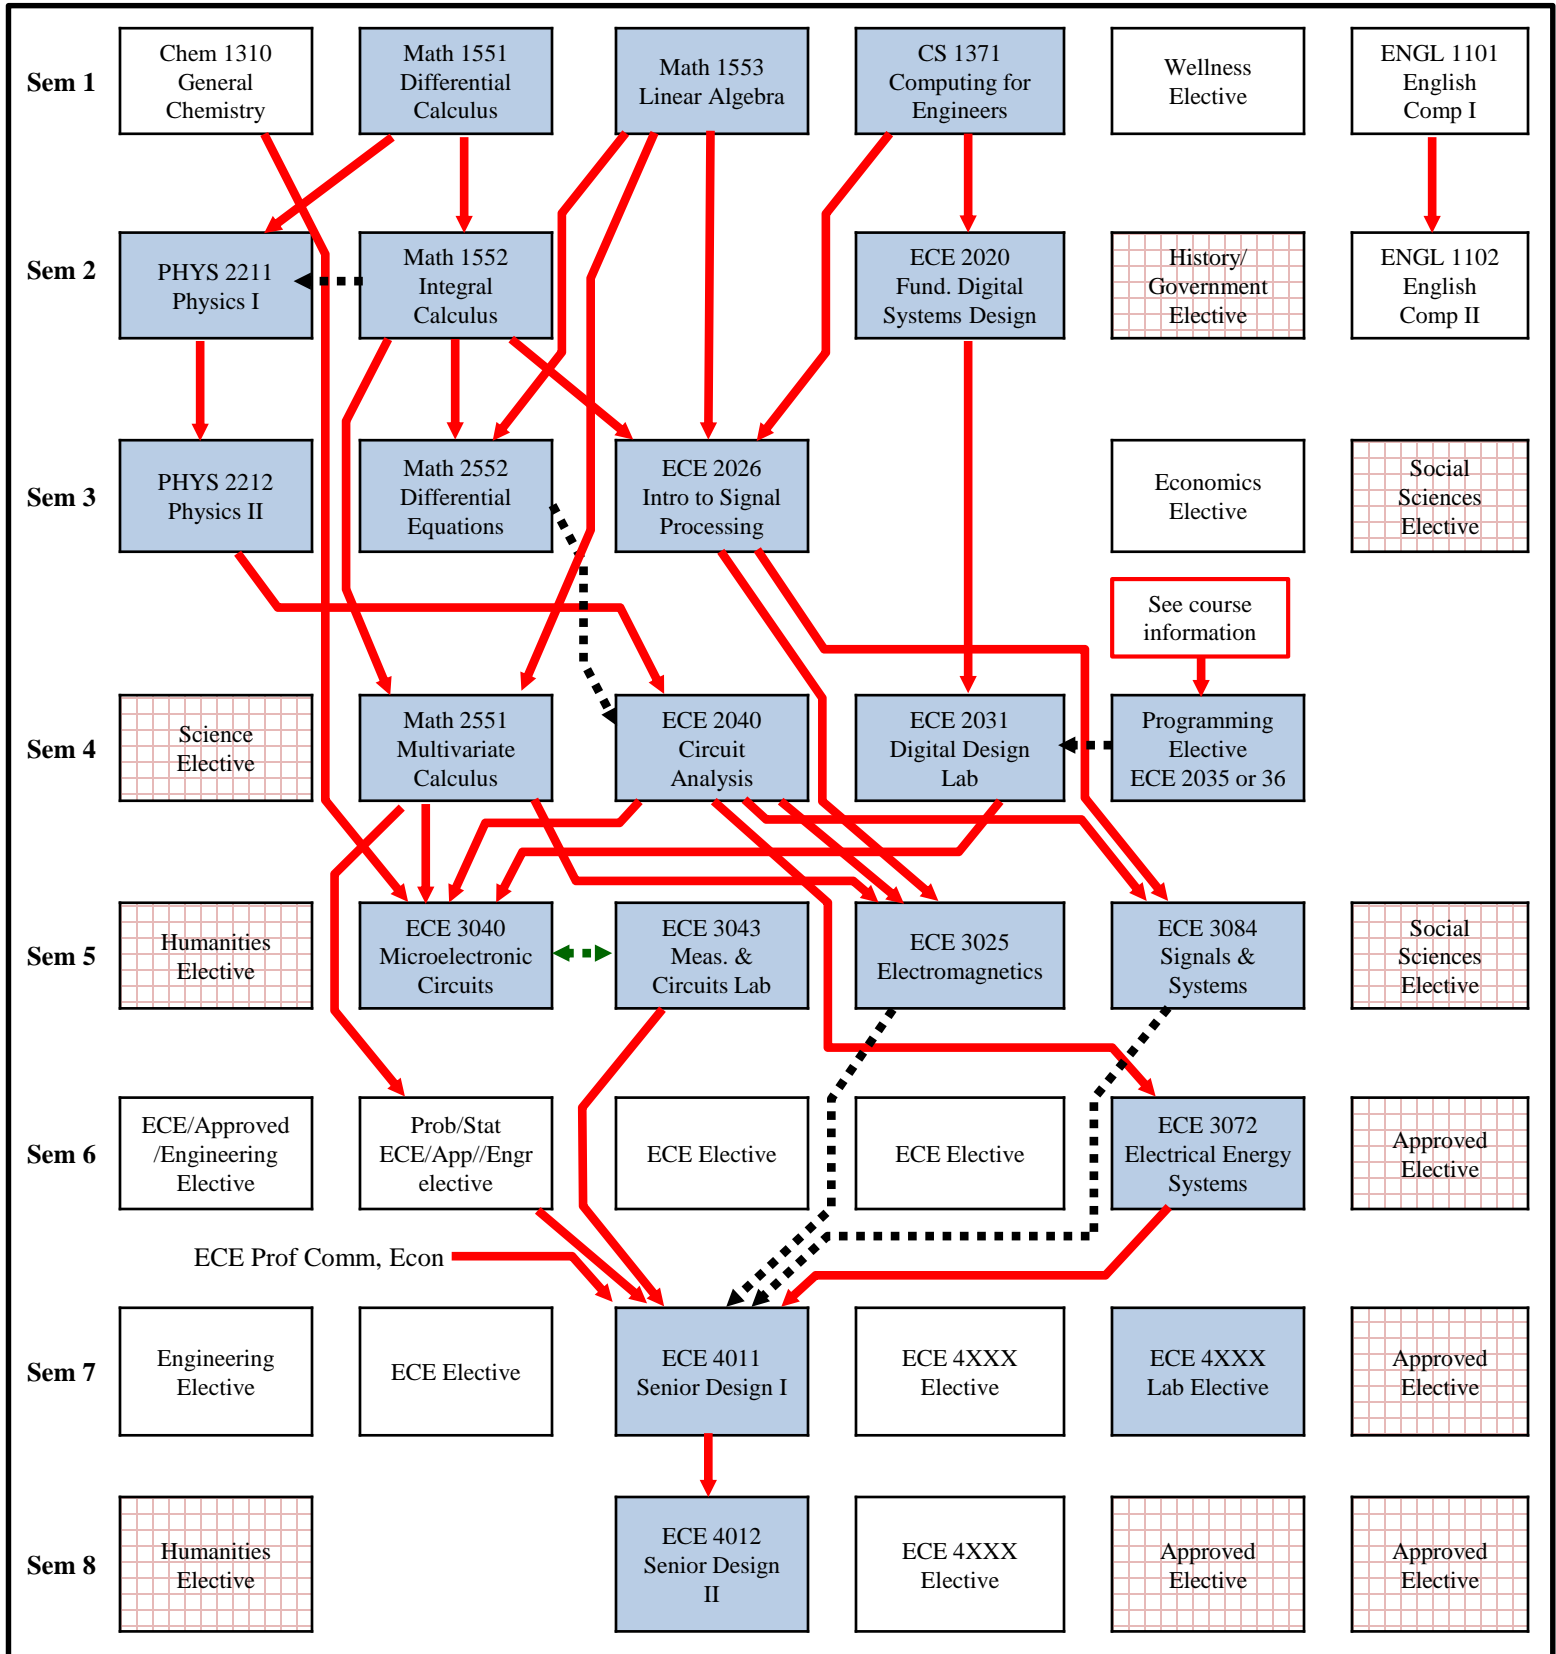 Sem 1
Chem 1310
General
Chemistry
Math 1551
Differential
Calculus
Math 1553
Linear Algebra
CS 1371
Computing for
Engineers
Wellness
Elective
ENGL 1101
English
Comp I
Sem 2
PHYS 2211
Physics I
Math 1552
Integral
Calculus
ECE 2020
Fund. Digital
Systems Design
History/
Government
Elective
ENGL 1102
English
Comp II
Sem 3
PHYS 2212
Physics II
Math 2552
Differential
Equations
ECE 2026
Intro to Signal
Processing
Economics
Elective
Social
Sciences
Elective
See course
information
Sem 4
Science
Elective
Math 2551
Multivariate
Calculus
ECE 2040
Circuit
Analysis
ECE 2031
Digital Design
Lab
Programming
Elective
ECE 2035 or 36
Sem 5
Humanities
Elective
ECE 3040
Microelectronic
Circuits
ECE 3043
Meas. &
Circuits Lab
ECE 3025
Electromagnetics
ECE 3084
Signals &
Systems
Social
Sciences
Elective
Sem 6
ECE/Approved
/Engineering
Elective
Prob/Stat
ECE/App//Engr
elective
ECE Elective
ECE Elective
ECE 3072
Electrical Energy
Systems
Approved
Elective
ECE Prof Comm, Econ
Sem 7
Engineering
Elective
ECE Elective
ECE 4011
Senior Design I
ECE 4XXX
Elective
ECE 4XXX
Lab Elective
Approved
Elective
Sem 8
Humanities
Elective
ECE 4012
Senior Design
II
ECE 4XXX
Elective
Approved
Elective
Approved
Elective